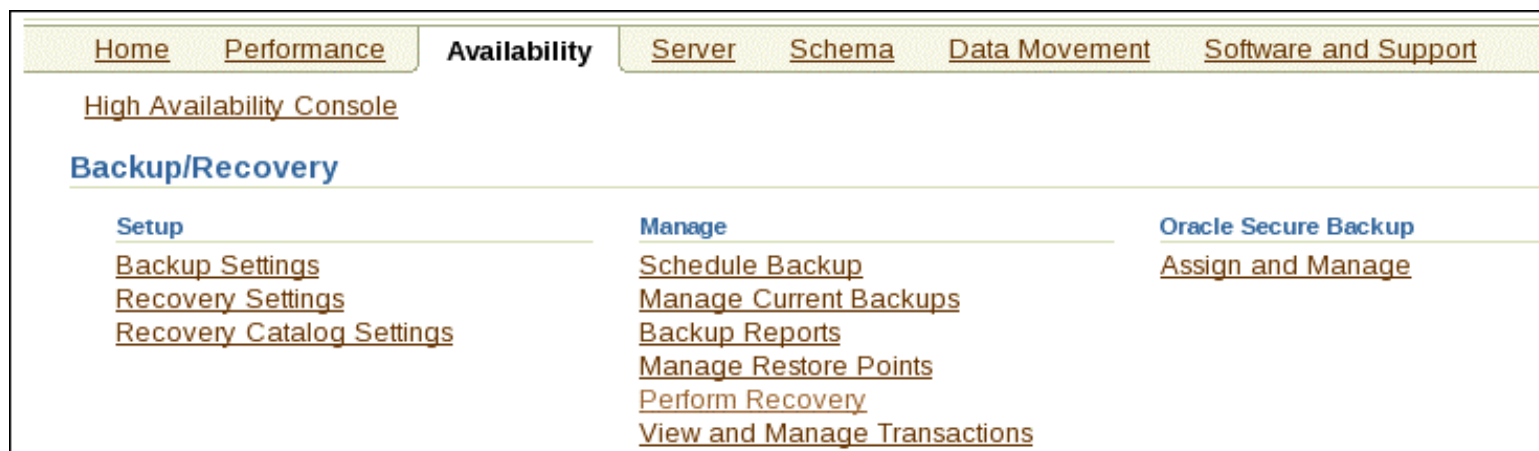 Home Performance Availability Server Schema Data Movement Software and Support
High Availability Console
Backup/Recovery
Setup
Backup Settings
Recovery Settings
Recovery Catalog Settings
Manage
Schedule Backup
Manage Current Backups
Backup Reports
Manage Restore Points
Perform Recovery
View and Manage Transactions
Oracle Secure Backup
Assign and Manage